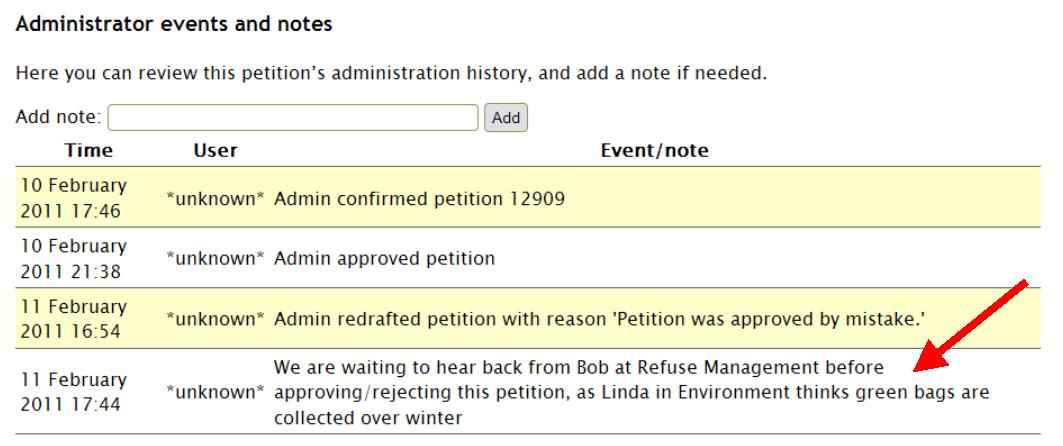 Administrator events and notes
Here you can review this petition's administration history, and add a note if needed.
Add note: Add
Time User Event/note
10 February
2011 17:46 *unknown* Admin confirmed petition 12909
10 February
2011 21:38 *unknown* Admin approved petition
11 February
2011 16:54 *unknown* Admin redrafted petition with reason 'Petition was approved by mistake.'
11 February
2011 17:44 *unknown* We are waiting to hear back from Bob at Refuse Management before
approving/rejecting this petition, as Linda in Environment thinks green bags are
collected over winter